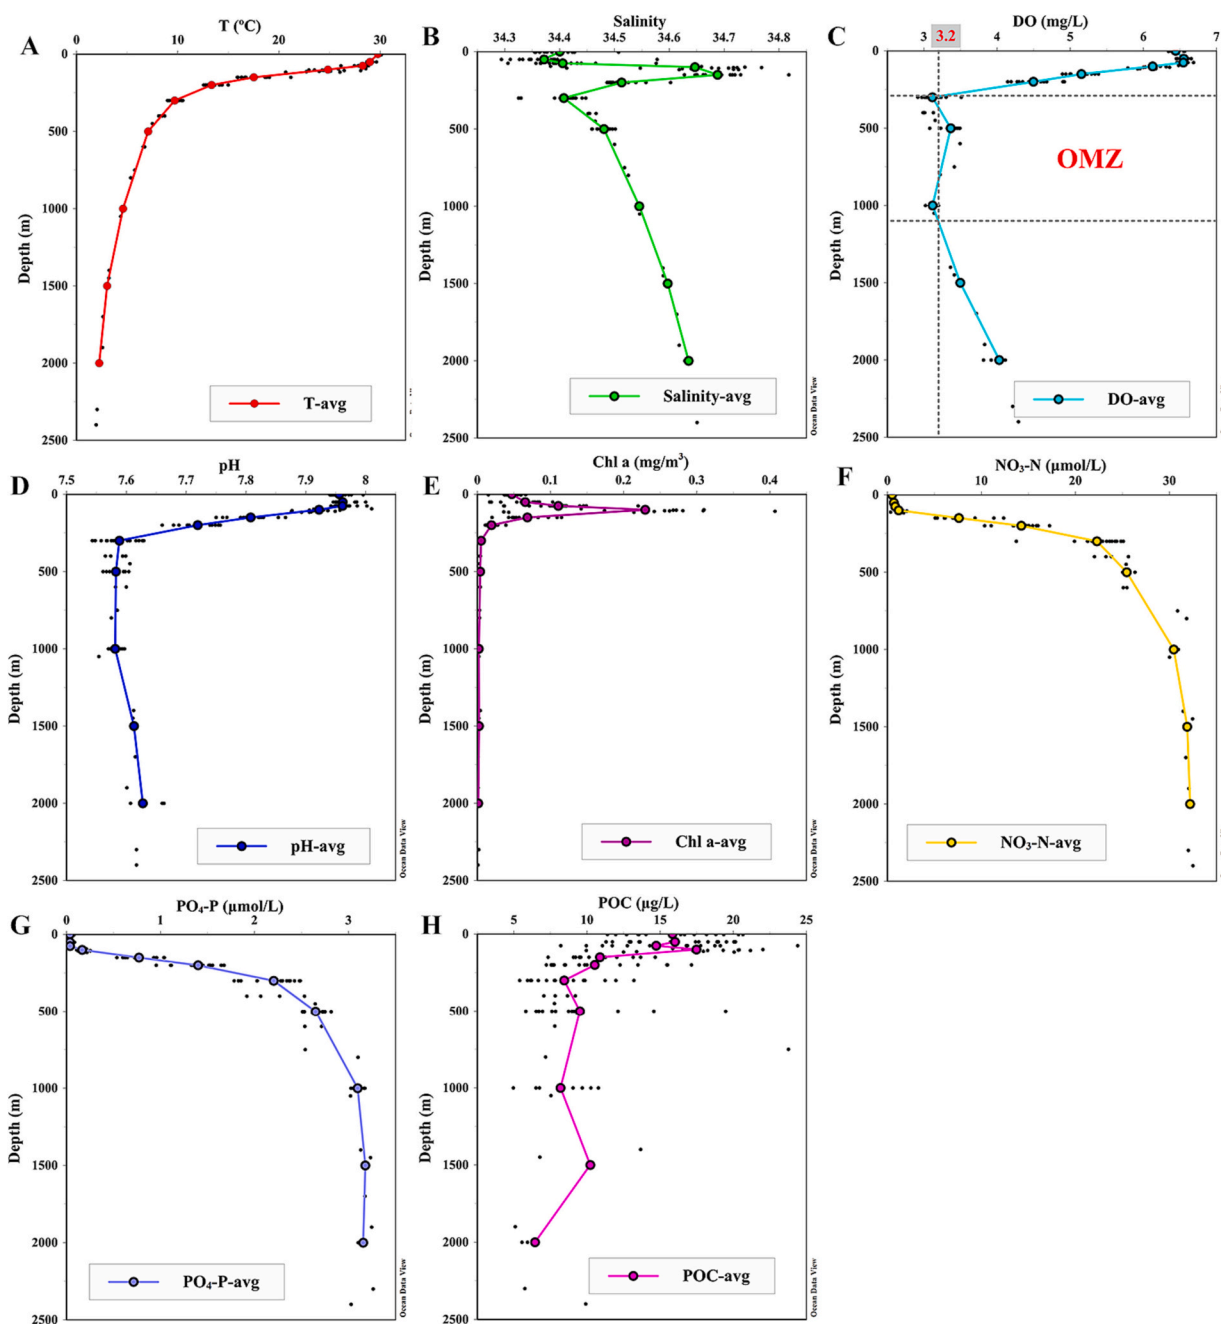 A
T (ºC)
0 10 20 30
0
500
1000
1500
2000
2500
Depth (m)
T-avg
B
Salinity
34.3 34.4 34.5 34.6 34.7 34.8
0
500
1000
1500
2000
2500
Depth (m)
Salinity-avg
Ocean Data View
C
DO (mg/L)
3 3.2 4 5 6 7
0
500
1000
1500
2000
2500
Depth (m)
OMZ
DO-avg
D
pH
7.5 7.6 7.7 7.8 7.9 8
0
500
1000
1500
2000
2500
Depth (m)
pH-avg
Ocean Data View
E
Chl a (mg/m³)
0 0.1 0.2 0.3 0.4
0
500
1000
1500
2000
2500
Depth (m)
Chl a-avg
Ocean Data View
F
NO₃-N (µmol/L)
0 10 20 30
0
500
1000
1500
2000
2500
Depth (m)
NO₃-N-avg
G
PO₄-P (µmol/L)
0 1 2 3
0
500
1000
1500
2000
2500
Depth (m)
PO₄-P-avg
Ocean Data View
H
POC (µg/L)
5 10 15 20 25
0
500
1000
1500
2000
2500
Depth (m)
POC-avg
Ocean Data View